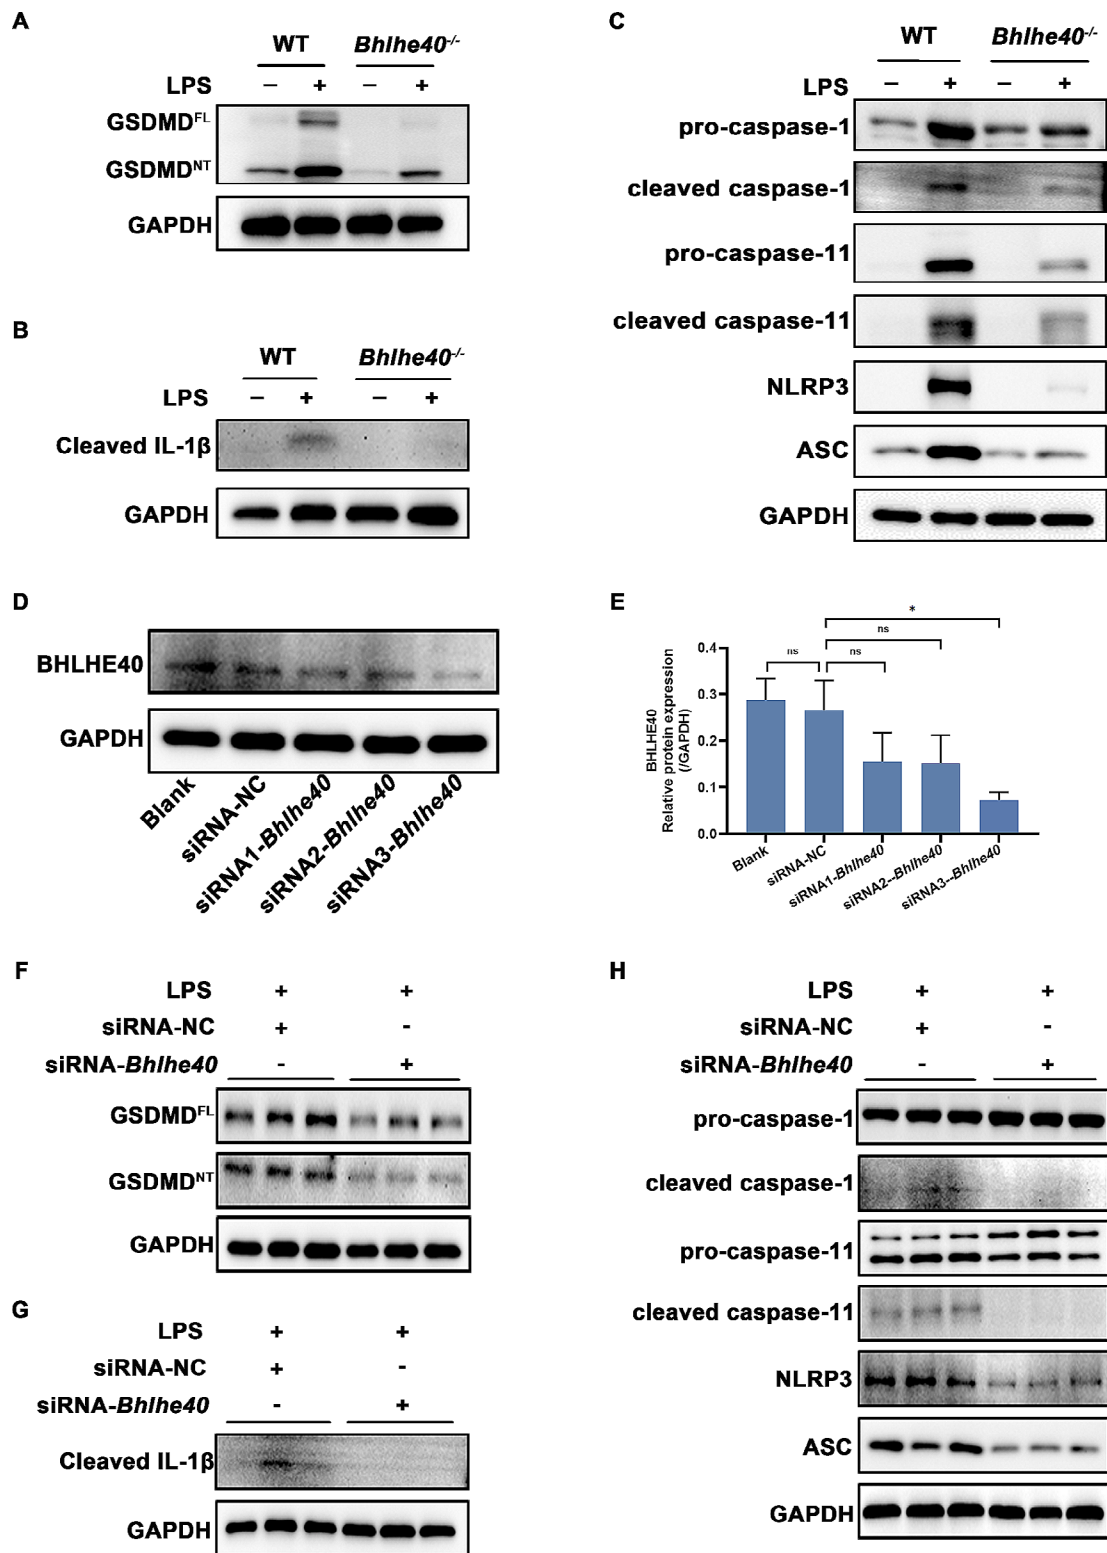 A
WT Bhlhe40-/-
LPS – + – +
GSDMDFL
GSDMDNT
GAPDH
B
WT Bhlhe40-/-
LPS – + – +
Cleaved IL-1β
GAPDH
C
WT Bhlhe40-/-
LPS – + – +
pro-caspase-1
cleaved caspase-1
pro-caspase-11
cleaved caspase-11
NLRP3
ASC
GAPDH
D
BHLHE40
GAPDH
Blank
siRNA-NC
siRNA1-Bhlhe40
siRNA2-Bhlhe40
siRNA3-Bhlhe40
E
*
ns
ns ns
BHLHE40
Relative protein expression
(/GAPDH)
0.4
0.3
0.2
0.1
0.0
Blank
siRNA-NC
siRNA1-Bhlhe40
siRNA2--Bhlhe40
siRNA3--Bhlhe40
F
LPS + +
siRNA-NC + -
siRNA-Bhlhe40 - +
GSDMDFL
GSDMDNT
GAPDH
G
LPS + +
siRNA-NC + -
siRNA-Bhlhe40 - +
Cleaved IL-1β
GAPDH
H
LPS + +
siRNA-NC + -
siRNA-Bhlhe40 - +
pro-caspase-1
cleaved caspase-1
pro-caspase-11
cleaved caspase-11
NLRP3
ASC
GAPDH